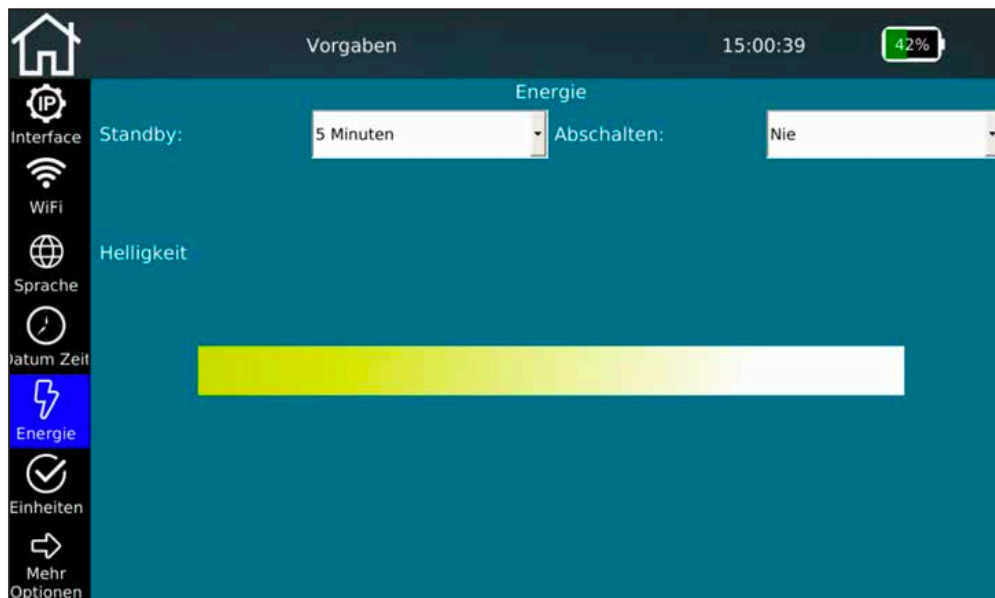 Vorgaben 15:00:39 42%
Energie
IP
Interface
Standby: 5 Minuten Abschalten: Nie
WiFi
Helligkeit
Sprache
Datum Zeit
Energie
Einheiten
Mehr
Optionen